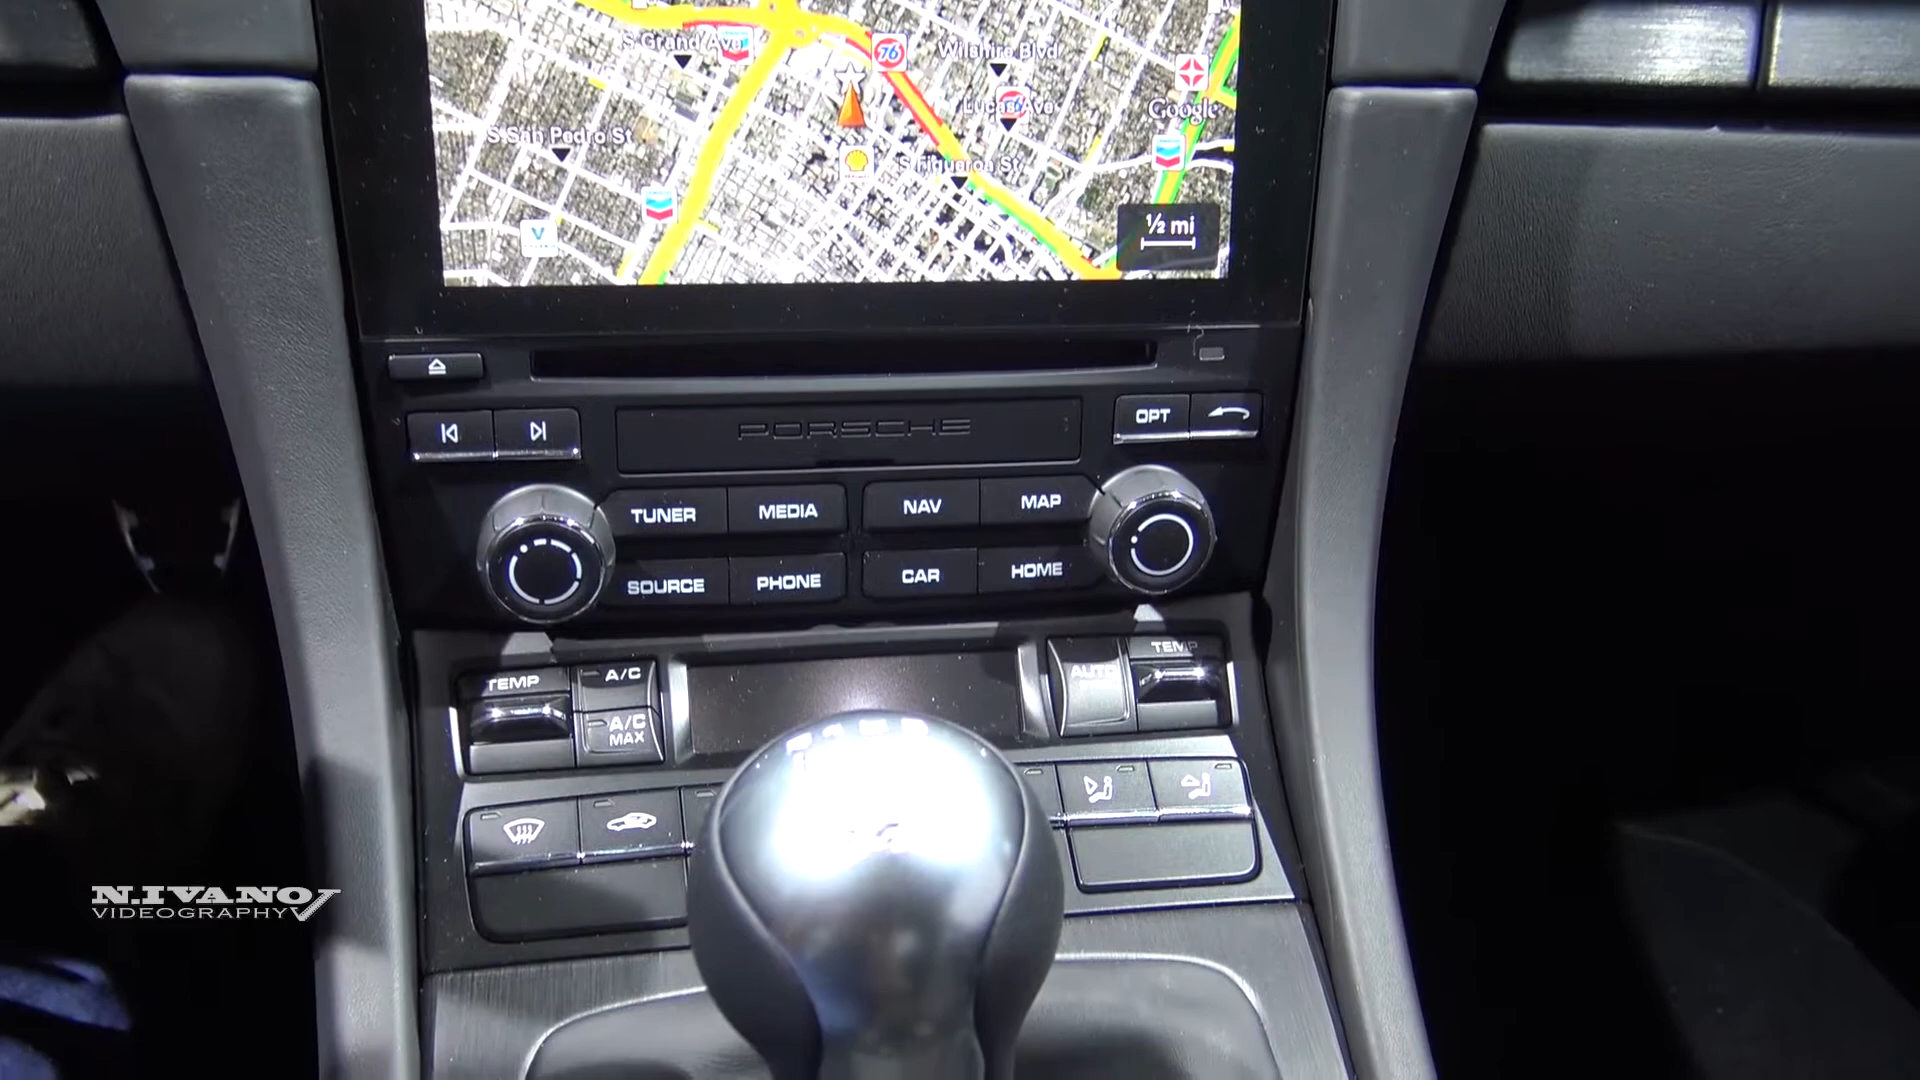 S Grand Ave
76
Wilshire Blvd
Lucas Ave
Google
S San Pedro St
S Figueroa St
V
½ mi
PORSCHE
OPT
TUNER
MEDIA
NAV
MAP
SOURCE
PHONE
CAR
HOME
TEMP
A/C
A/C
MAX
AUTO
TEMP
N.IVANOV
VIDEOGRAPHY